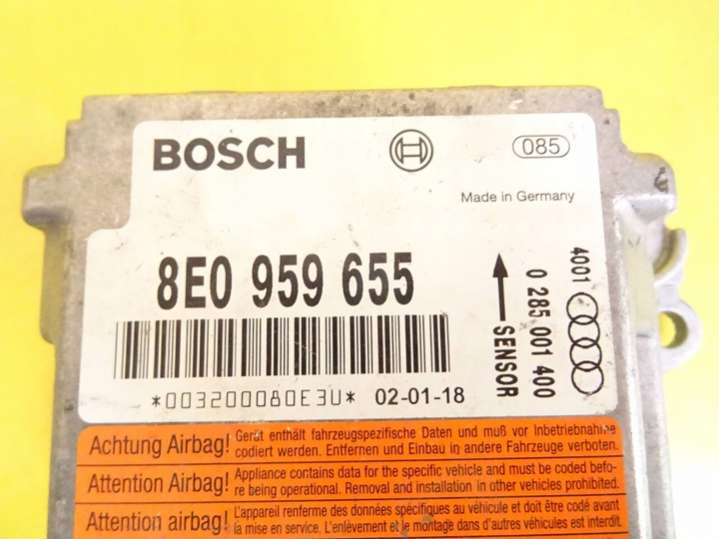 BOSCH
085
Made in Germany
8E0 959 655
SENSOR
0 285 001 400
4001
*003200080E3U* 02-01-18
Achtung Airbag! Gerät enthält fahrzeugspezifische Daten und muß vor Inbetriebnahme
codiert werden. Entfernen und Einbau in andere Fahrzeuge verboten.
Attention Airbag! Appliance contains data for the specific vehicle and must be coded befo-
re being operational. Removal and installation in other vehicles prohibited.
Attention airbag! L'appareil renferme des données spécifiques au véhicule et doit être codé avant
la mise en service. L'enlèvement et le montage dans d'autres véhicules est interdit.